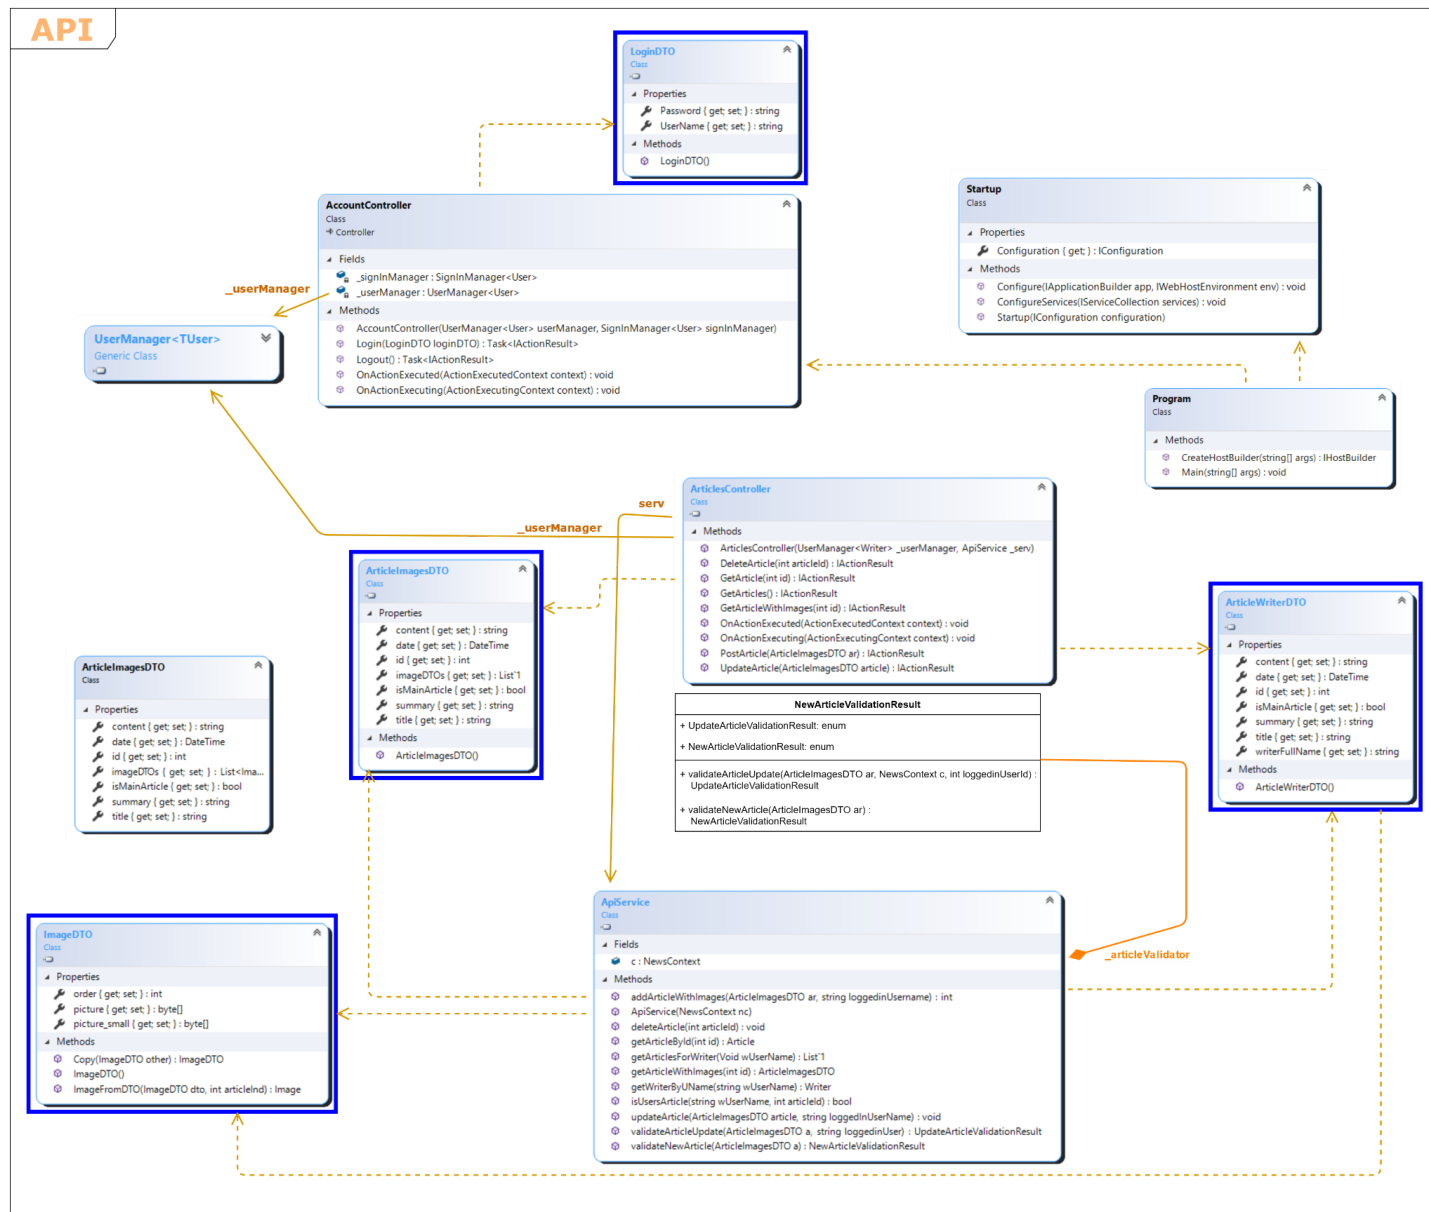 API
LoginDTO
Class
Properties
Password { get; set; } : string
UserName { get; set; } : string
Methods
LoginDTO()
AccountController
Class
Controller
Fields
_signInManager : SignInManager<User>
_userManager : UserManager<User>
Methods
AccountController(UserManager<User> userManager, SignInManager<User> signInManager)
Login(LoginDTO loginDTO) : Task<IActionResult>
Logout() : Task<IActionResult>
OnActionExecuted(ActionExecutedContext context) : void
OnActionExecuting(ActionExecutingContext context) : void
Startup
Class
Properties
Configuration { get; } : IConfiguration
Methods
Configure(IApplicationBuilder app, IWebHostEnvironment env) : void
ConfigureServices(IServiceCollection services) : void
Startup(IConfiguration configuration)
_userManager
UserManager<TUser>
Generic Class
Program
Class
Methods
CreateHostBuilder(string[] args) : IHostBuilder
Main(string[] args) : void
serv
_userManager
ArticlesController
Class
Methods
ArticlesController(UserManager<Writer> _userManager, ApiService _serv)
DeleteArticle(int articleId) : IActionResult
GetArticle(int id) : IActionResult
GetArticles() : IActionResult
GetArticleWithImages(int id) : IActionResult
OnActionExecuted(ActionExecutedContext context) : void
OnActionExecuting(ActionExecutingContext context) : void
PostArticle(ArticleImagesDTO ar) : IActionResult
UpdateArticle(ArticleImagesDTO article) : IActionResult
ArticleImagesDTO
Class
Properties
content { get; set; } : string
date { get; set; } : DateTime
id { get; set; } : int
imageDTOs { get; set; } : List`1
isMainArticle { get; set; } : bool
summary { get; set; } : string
title { get; set; } : string
Methods
ArticleImagesDTO()
ArticleWriterDTO
Class
Properties
content { get; set; } : string
date { get; set; } : DateTime
id { get; set; } : int
isMainArticle { get; set; } : bool
summary { get; set; } : string
title { get; set; } : string
writerFullName { get; set; } : string
Methods
ArticleWriterDTO()
ArticleImagesDTO
Class
Properties
content { get; set; } : string
date { get; set; } : DateTime
id { get; set; } : int
imageDTOs { get; set; } : List<Ima...
isMainArticle { get; set; } : bool
summary { get; set; } : string
title { get; set; } : string
NewArticleValidationResult
+ UpdateArticleValidationResult: enum
+ NewArticleValidationResult: enum
+ validateArticleUpdate(ArticleImagesDTO ar, NewsContext c, int loggedinUserId) :
UpdateArticleValidationResult
+ validateNewArticle(ArticleImagesDTO ar) :
NewArticleValidationResult
_articleValidator
ApiService
Class
Fields
c : NewsContext
Methods
addArticleWithImages(ArticleImagesDTO ar, string loggedinUsername) : int
ApiService(NewsContext nc)
deleteArticle(int articleId) : void
getArticleById(int id) : Article
getArticlesForWriter(Void wUserName) : List`1
getArticleWithImages(int id) : ArticleImagesDTO
getWriterByUName(string wUserName) : Writer
isUsersArticle(string wUserName, int articleId) : bool
updateArticle(ArticleImagesDTO article, string loggedInUserName) : void
validateArticleUpdate(ArticleImagesDTO a, string loggedinUser) : UpdateArticleValidationResult
validateNewArticle(ArticleImagesDTO a) : NewArticleValidationResult
ImageDTO
Class
Properties
order { get; set; } : int
picture { get; set; } : byte[]
picture_small { get; set; } : byte[]
Methods
Copy(ImageDTO other) : ImageDTO
ImageDTO()
ImageFromDTO(ImageDTO dto, int articleInd) : Image